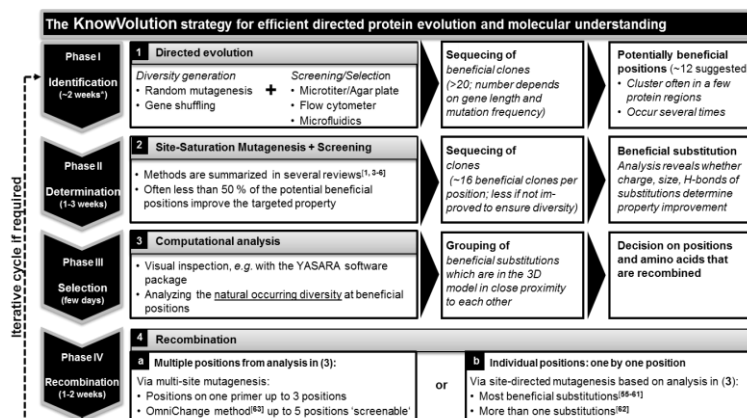 The KnowVolution strategy for efficient directed protein evolution and molecular understanding
Iterative cycle if required
Phase I
Identification
(~2 weeks*)
1 Directed evolution
Diversity generation
• Random mutagenesis
• Gene shuffling
+
Screening/Selection
• Microtiter/Agar plate
• Flow cytometer
• Microfluidics
Sequecing of
beneficial clones
(>20; number depends
on gene length and
mutation frequency)
Potentially beneficial
positions (~12 suggested
• Cluster often in a few
protein regions
• Occur several times
Phase II
Determination
(1-3 weeks)
2 Site-Saturation Mutagenesis + Screening
• Methods are summarized in several reviews[1, 3-6]
• Often less than 50 % of the potential beneficial
positions improve the targeted property
Sequencing of
clones
(~16 beneficial clones per
position; less if not im-
proved to ensure diversity)
Beneficial substitution
Analysis reveals whether
charge, size, H-bonds of
substitutions determine
property improvement
Phase III
Selection
(few days)
3 Computational analysis
• Visual inspection, e.g. with the YASARA software
package
• Analyzing the natural occurring diversity at beneficial
positions
Grouping of
beneficial substitutions
which are in the 3D
model in close proximity
to each other
Decision on positions
and amino acids that
are recombined
Phase IV
Recombination
(1-2 weeks)
4 Recombination
a Multiple positions from analysis in (3):
Via multi-site mutagenesis:
• Positions on one primer up to 3 positions
• OmniChange method[63] up to 5 positions 'screenable'
or
b Individual positions: one by one position
Via site-directed mutagenesis based on analysis in (3):
• Most beneficial substitutions[55-61]
• More than one substitutions[62]